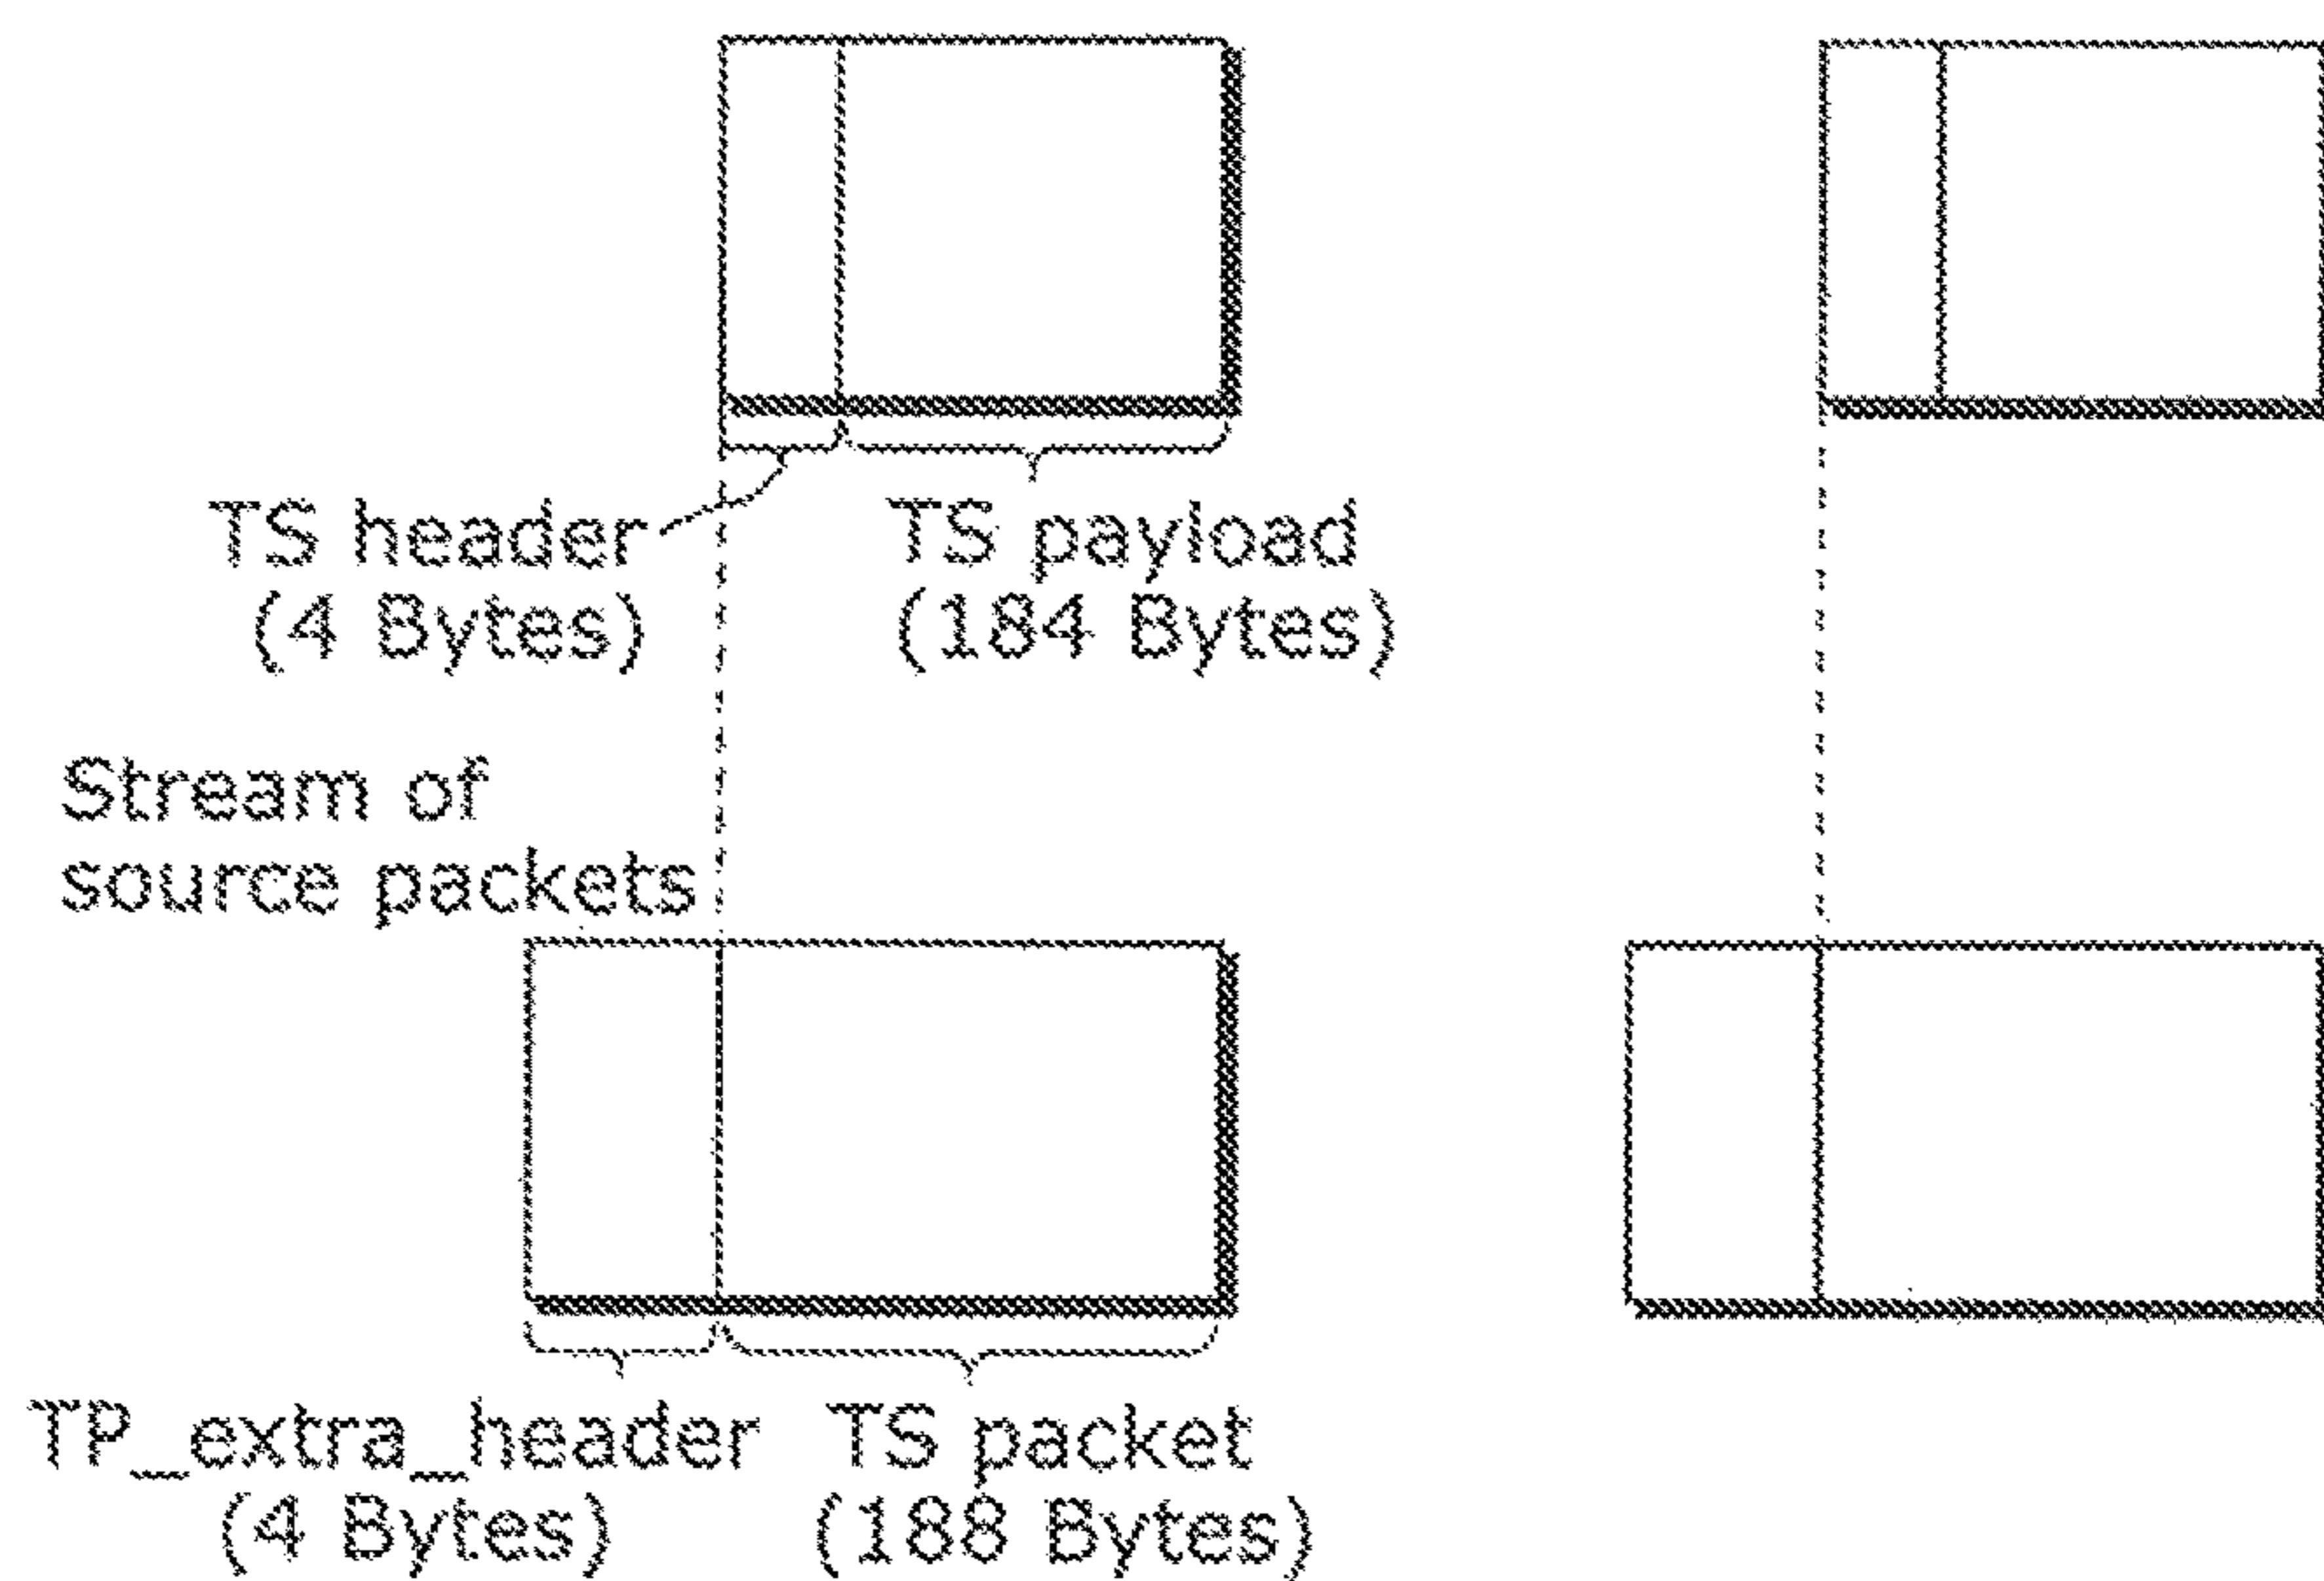 TS header
(4 Bytes)
TS payload
(184 Bytes)
Stream of
source packets
TP_extra_header
(4 Bytes)
TS packet
(188 Bytes)